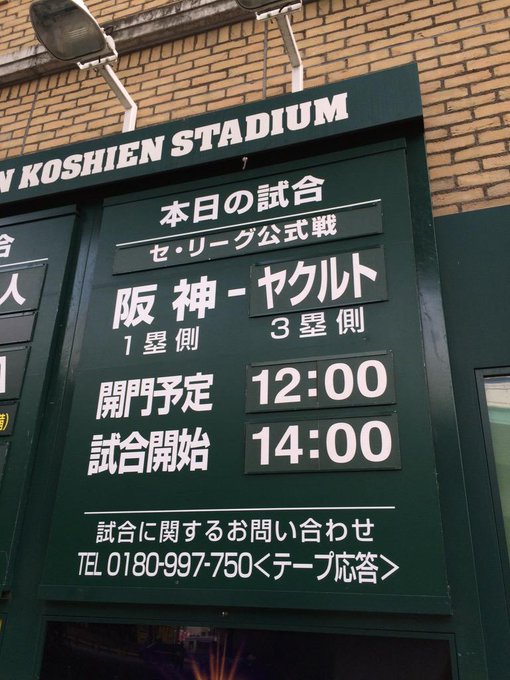 N KOSHIEN STADIUM
本日の試合
セ・リーグ公式戦
阪神-ヤクルト
1塁側 3塁側
開門予定 12:00
試合開始 14:00
試合に関するお問い合わせ
TEL 0180-997-750<テープ応答>
合
人